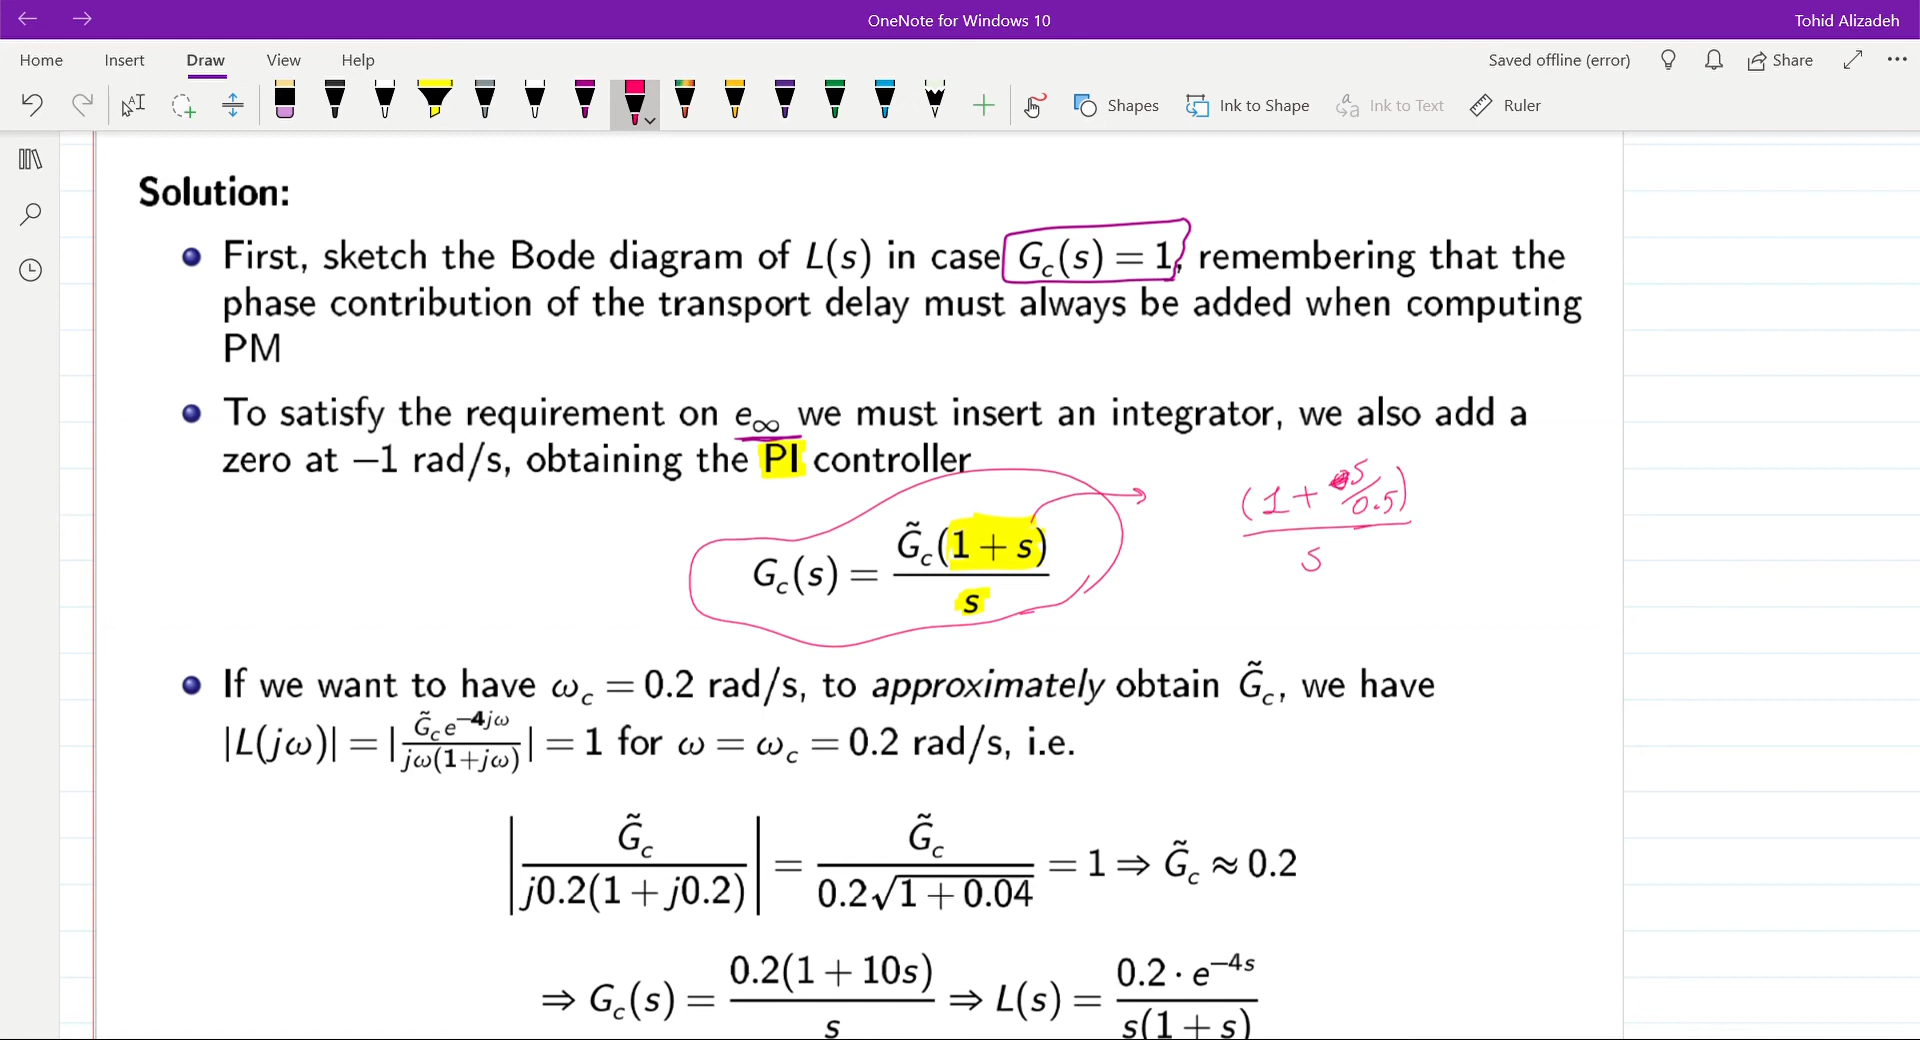 OneNote for Windows 10
Tohid Alizadeh
Home Insert Draw View Help
Saved offline (error) Share
Shapes Ink to Shape Ink to Text Ruler
Solution:
First, sketch the Bode diagram of L(s) in case G_c(s) = 1, remembering that the
phase contribution of the transport delay must always be added when computing
PM
To satisfy the requirement on e_∞ we must insert an integrator, we also add a
zero at −1 rad/s, obtaining the PI controller
G_c(s) = G̃_c(1 + s) / s
(1 + s/0.5) / s
If we want to have ω_c = 0.2 rad/s, to approximately obtain G̃_c, we have
|L(jω)| = |G̃_c e^{−4jω} / jω(1+jω)| = 1 for ω = ω_c = 0.2 rad/s, i.e.
|G̃_c / j0.2(1 + j0.2)| = G̃_c / 0.2√(1 + 0.04) = 1 ⇒ G̃_c ≈ 0.2
⇒ G_c(s) = 0.2(1 + 10s) / s ⇒ L(s) = 0.2 · e^{−4s} / s(1 + s)